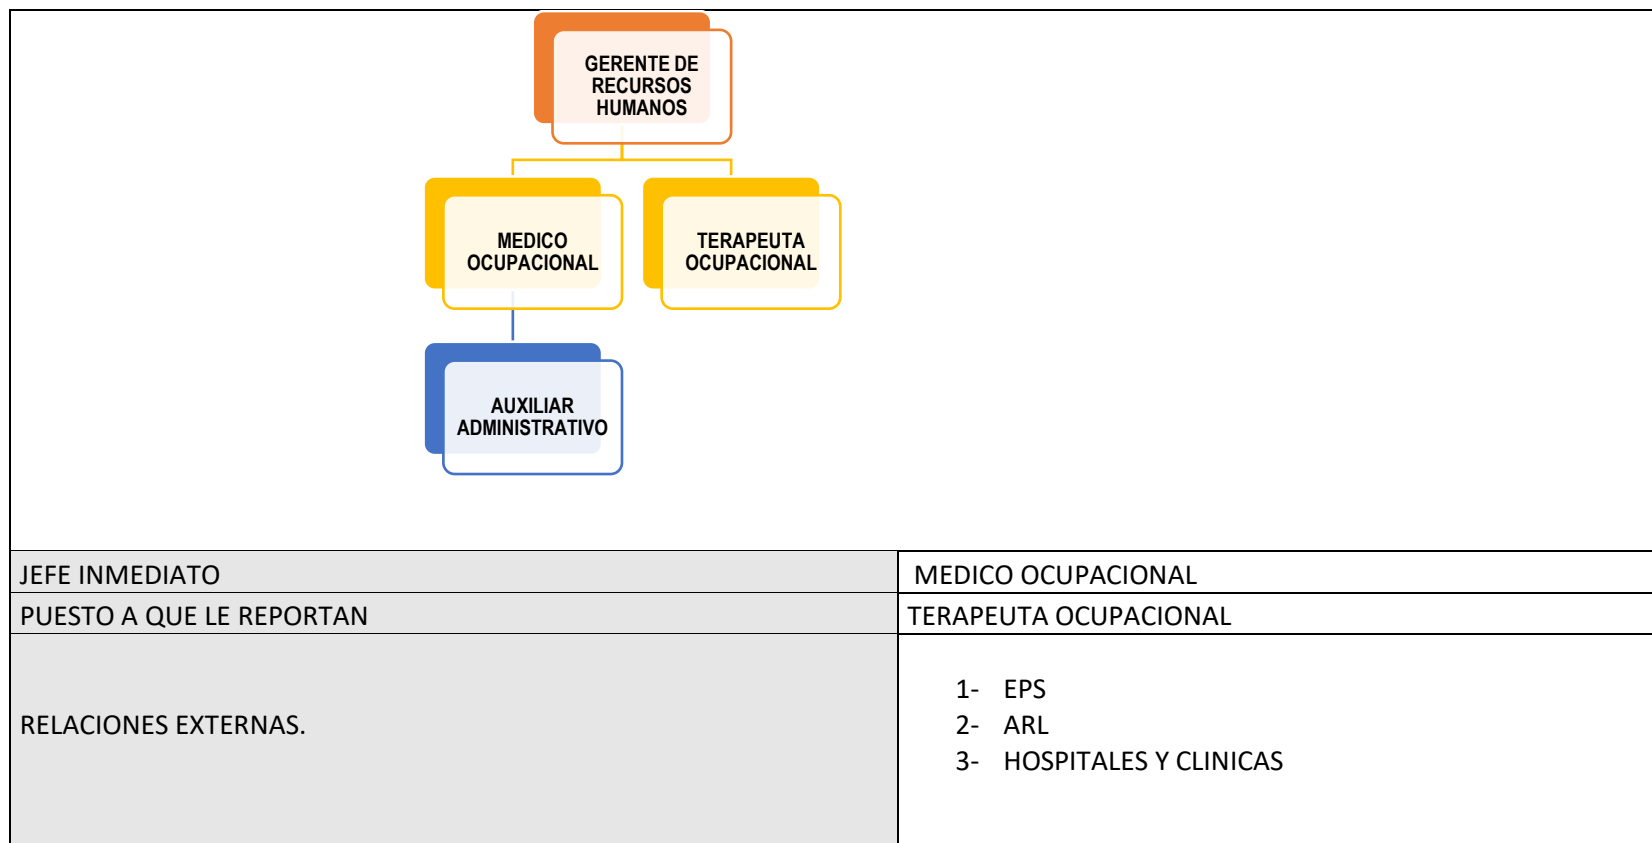 GERENTE DE
RECURSOS
HUMANOS
MEDICO
OCUPACIONAL
TERAPEUTA
OCUPACIONAL
AUXILIAR
ADMINISTRATIVO
JEFE INMEDIATO
MEDICO OCUPACIONAL
PUESTO A QUE LE REPORTAN
TERAPEUTA OCUPACIONAL
RELACIONES EXTERNAS.
1- EPS
2- ARL
3- HOSPITALES Y CLINICAS